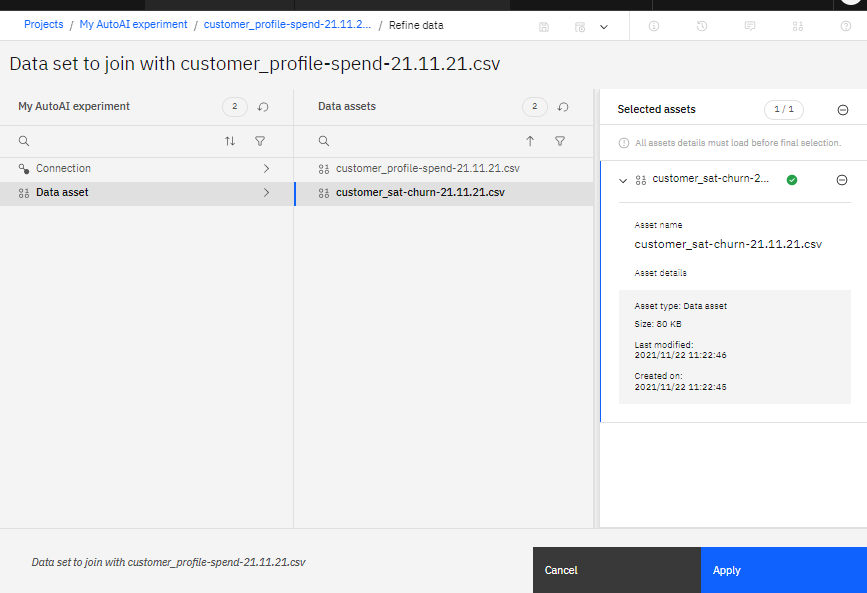 Projects / My AutoAI experiment / customer_profile-spend-21.11.2... / Refine data
Data set to join with customer_profile-spend-21.11.21.csv
My AutoAI experiment 2
Connection
Data asset
Data assets 2
customer_profile-spend-21.11.21.csv
customer_sat-churn-21.11.21.csv
Selected assets 1 / 1
All assets details must load before final selection.
customer_sat-churn-2...
Asset name
customer_sat-churn-21.11.21.csv
Asset details
Asset type: Data asset
Size: 80 KB
Last modified:
2021/11/22 11:22:46
Created on:
2021/11/22 11:22:45
Data set to join with customer_profile-spend-21.11.21.csv
Cancel
Apply